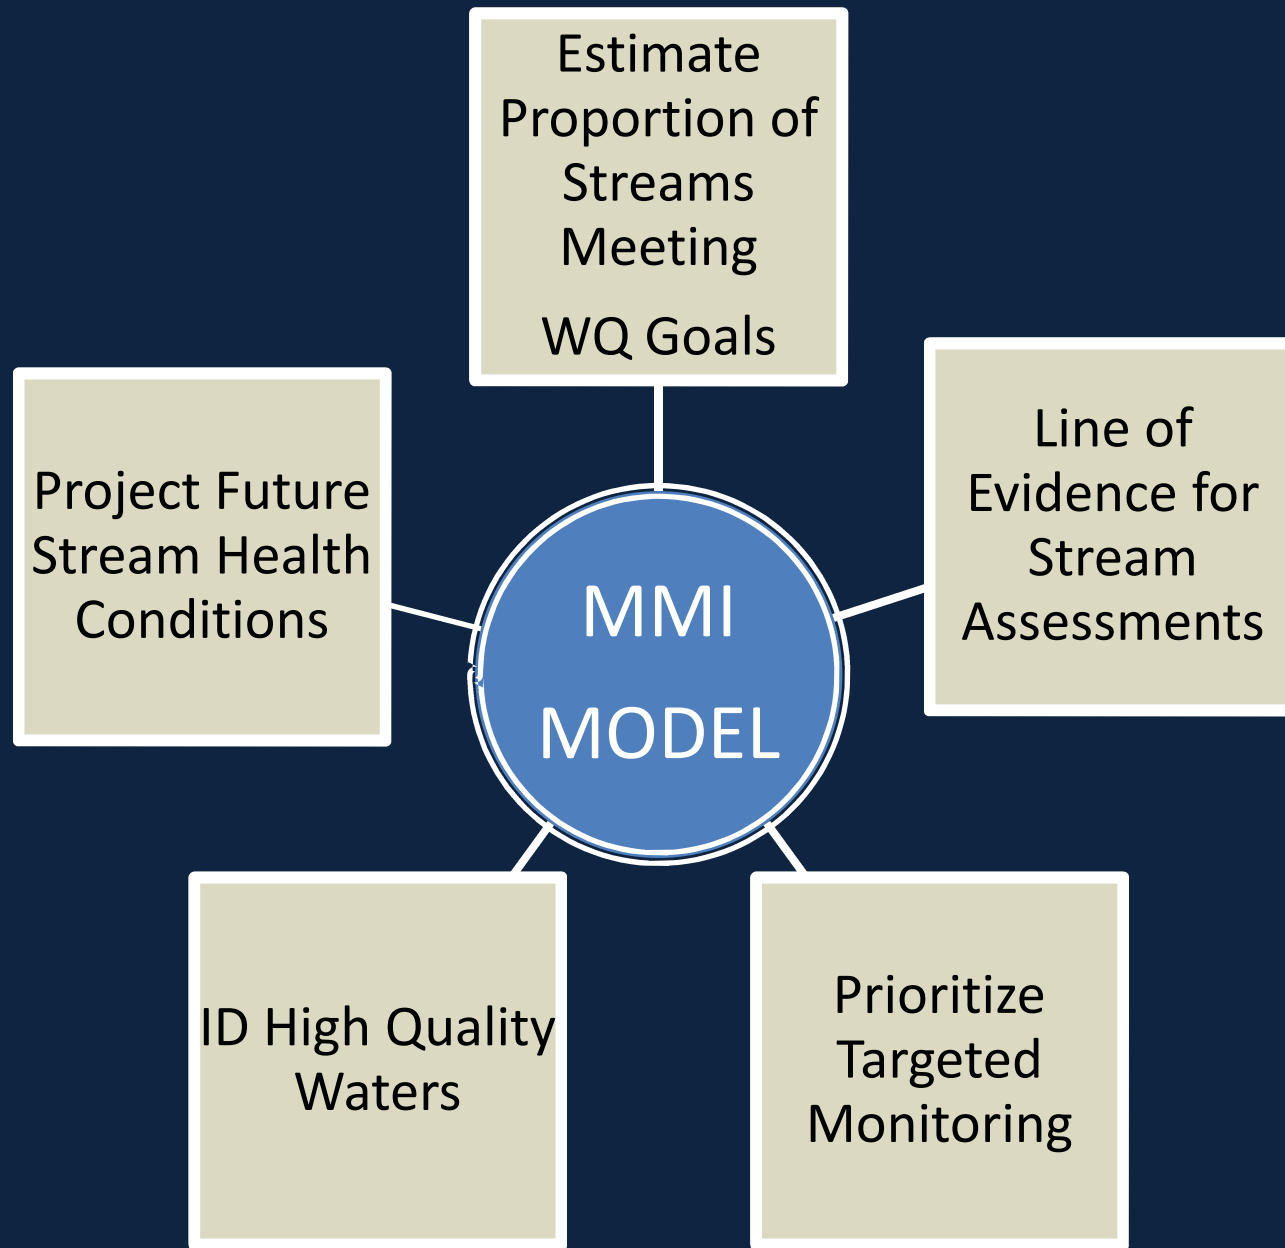 Estimate
Proportion of
Streams
Meeting
WQ Goals
Line of
Evidence for
Stream
Assessments
Project Future
Stream Health
Conditions
MMI
MODEL
ID High Quality
Waters
Prioritize
Targeted
Monitoring